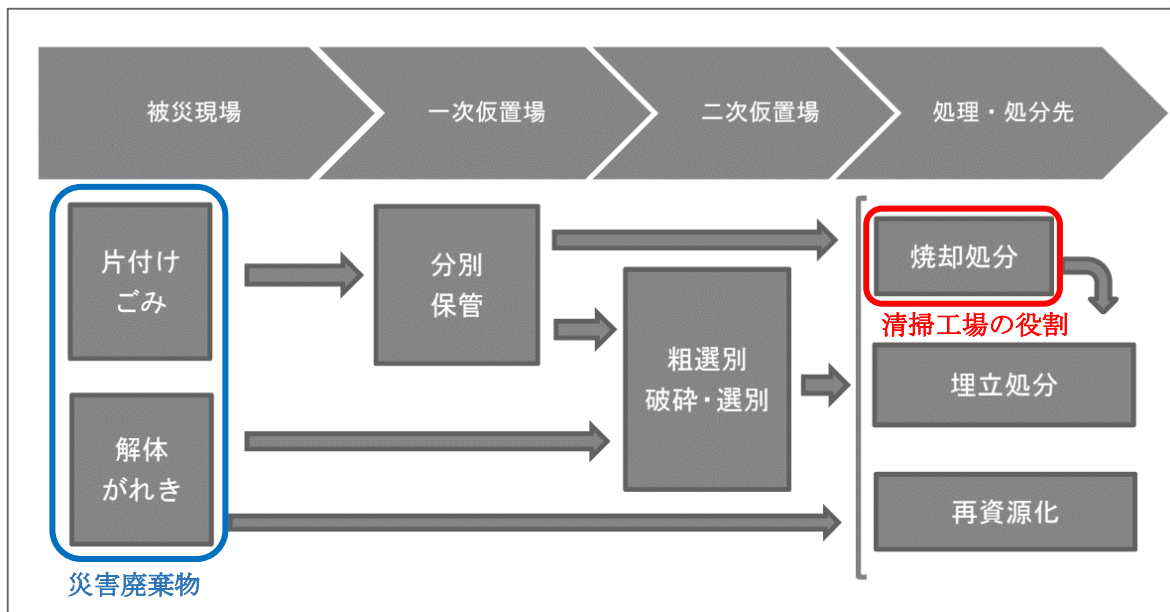 被災現場
一次仮置場
二次仮置場
処理・処分先
片付け
ごみ
分別
保管
焼却処分
清掃工場の役割
粗選別
破砕・選別
埋立処分
解体
がれき
再資源化
災害廃棄物